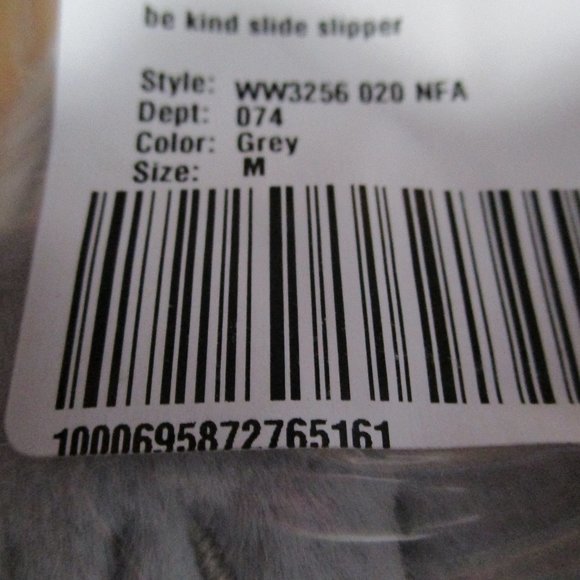 be kind slide slipper
Style: WW3256 020 NFA
Dept: 074
Color: Grey
Size: M
1000695872765161